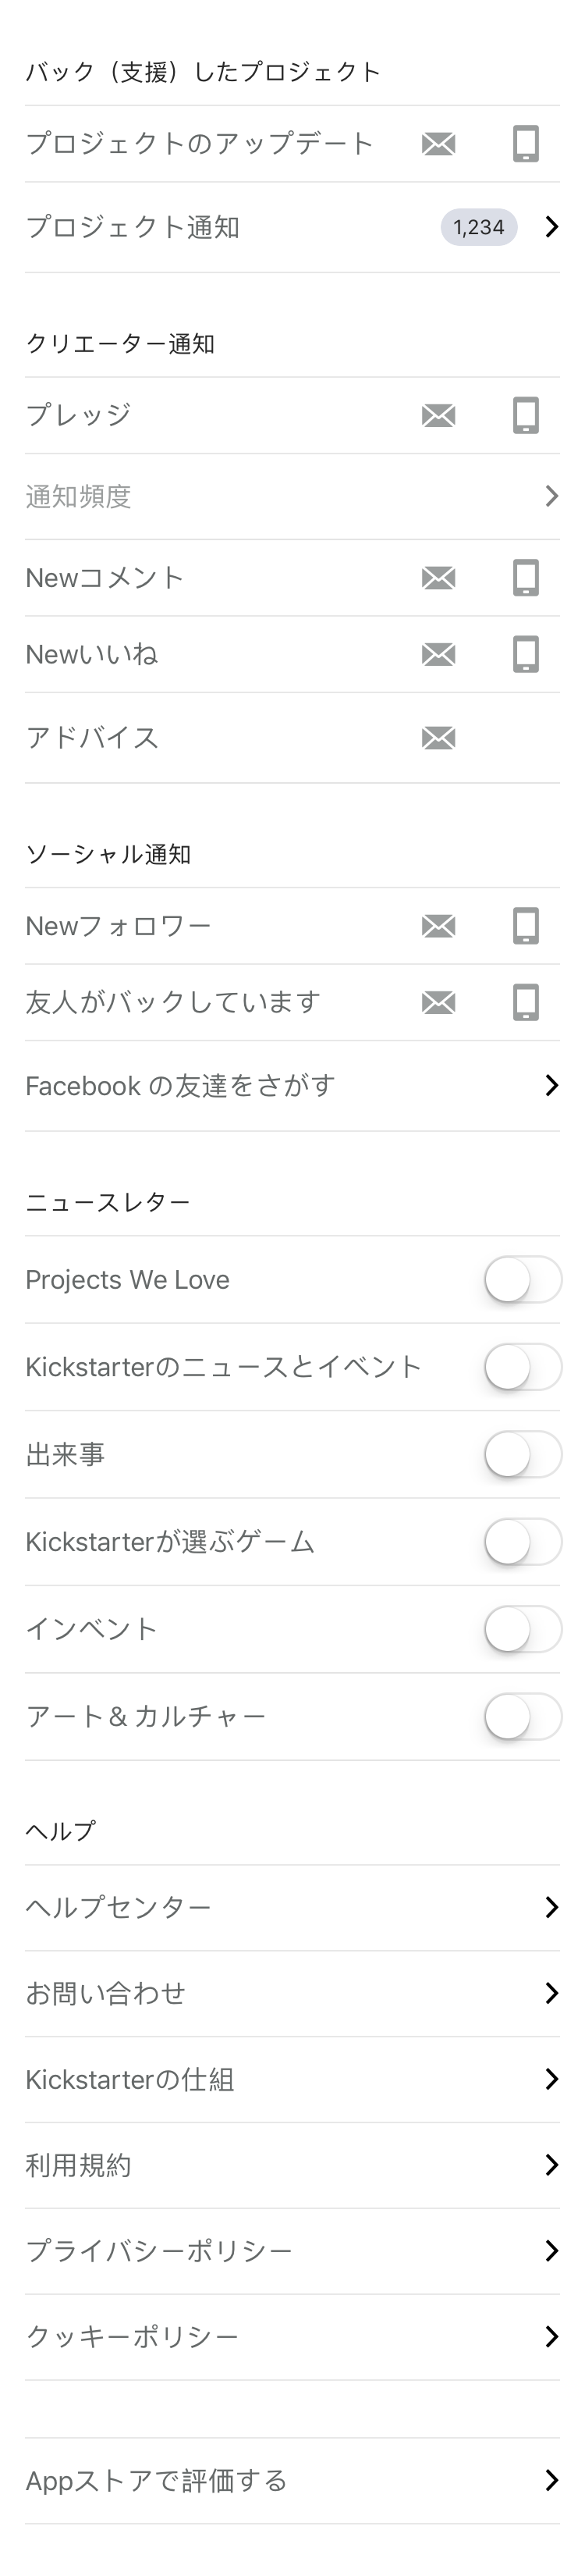 バック（支援）したプロジェクト
プロジェクトのアップデート
プロジェクト通知 1,234
クリエーター通知
プレッジ
通知頻度
Newコメント
Newいいね
アドバイス
ソーシャル通知
Newフォロワー
友人がバックしています
Facebook の友達をさがす
ニュースレター
Projects We Love
Kickstarterのニュースとイベント
出来事
Kickstarterが選ぶゲーム
インベント
アート＆カルチャー
ヘルプ
ヘルプセンター
お問い合わせ
Kickstarterの仕組
利用規約
プライバシーポリシー
クッキーポリシー
Appストアで評価する